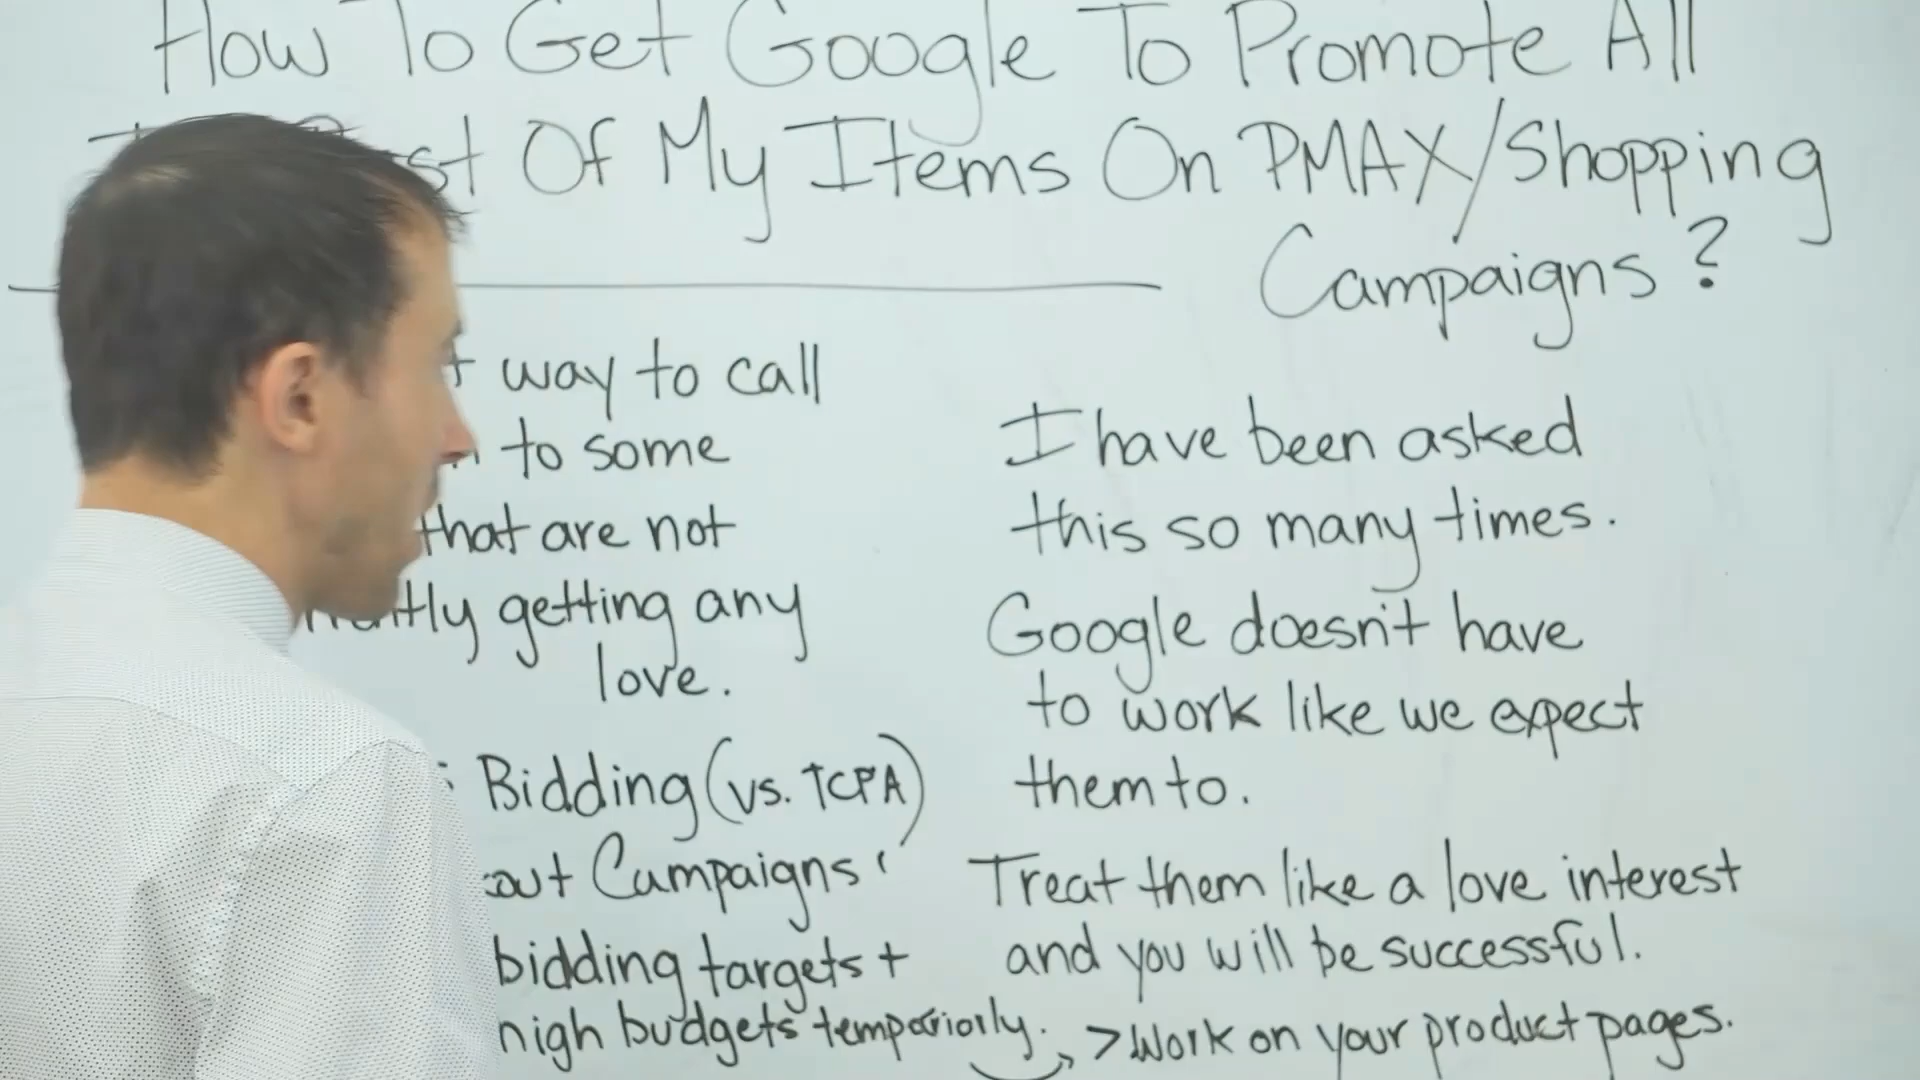 How To Get Google To Promote All
Of My Items On PMAX/Shopping
Campaigns?
way to call
to some
that are not
getting any
love.
Bidding (vs. TCPA)
Campaigns
bidding targets +
high budgets temporiorly.
I have been asked
this so many times.
Google doesn't have
to work like we expect
them to.
Treat them like a love interest
and you will be successful.
> Work on your product pages.